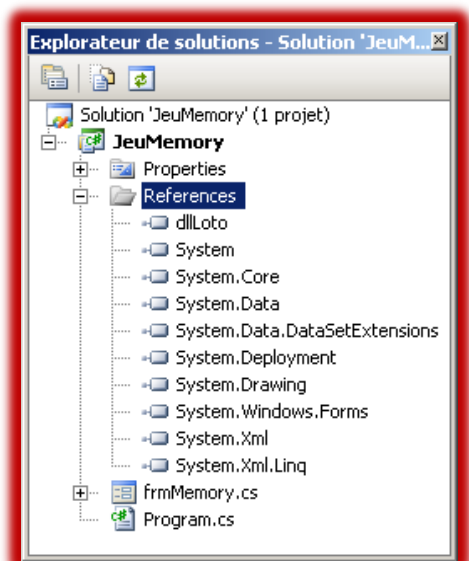 Explorateur de solutions - Solution 'JeuM...
Solution 'JeuMemory' (1 projet)
JeuMemory
Properties
References
dllLoto
System
System.Core
System.Data
System.Data.DataSetExtensions
System.Deployment
System.Drawing
System.Windows.Forms
System.Xml
System.Xml.Linq
frmMemory.cs
Program.cs